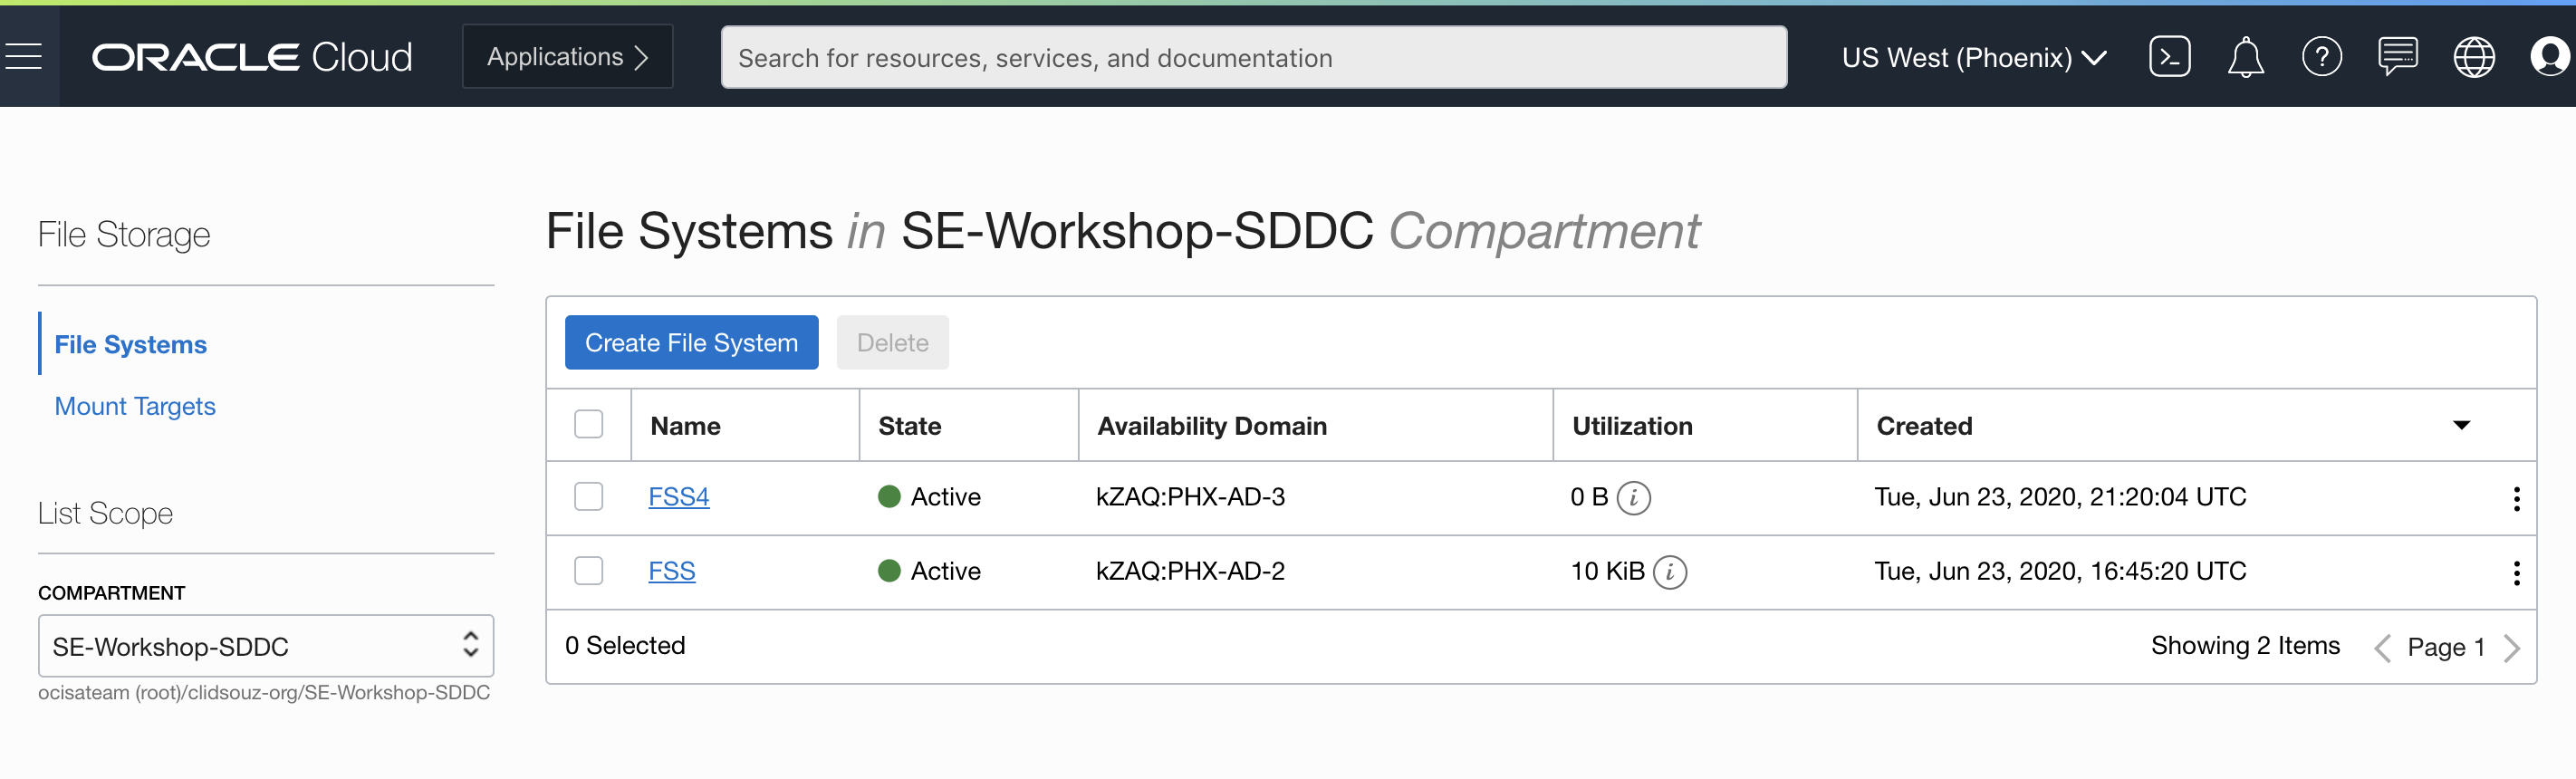 ORACLE Cloud
Applications
Search for resources, services, and documentation
US West (Phoenix)
File Storage
File Systems
Mount Targets
List Scope
COMPARTMENT
SE-Workshop-SDDC
ocisateam (root)/clidsouz-org/SE-Workshop-SDDC
File Systems in SE-Workshop-SDDC Compartment
Create File System Delete
Name State Availability Domain Utilization Created
FSS4 Active kZAQ:PHX-AD-3 0 B Tue, Jun 23, 2020, 21:20:04 UTC
FSS Active kZAQ:PHX-AD-2 10 KiB Tue, Jun 23, 2020, 16:45:20 UTC
0 Selected Showing 2 Items Page 1